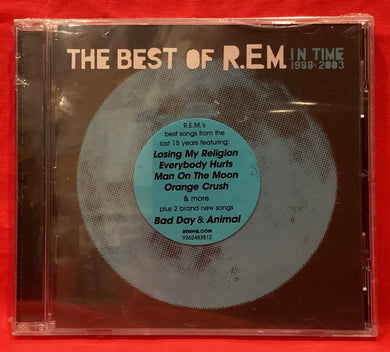 THE BEST OF R.E.M. IN TIME
1988-2003
R.E.M.'s
best songs from the
last 15 years featuring:
Losing My Religion
Everybody Hurts
Man On The Moon
Orange Crush
& more
plus 2 brand new songs
Bad Day & Animal
REMHQ.COM
9362483812